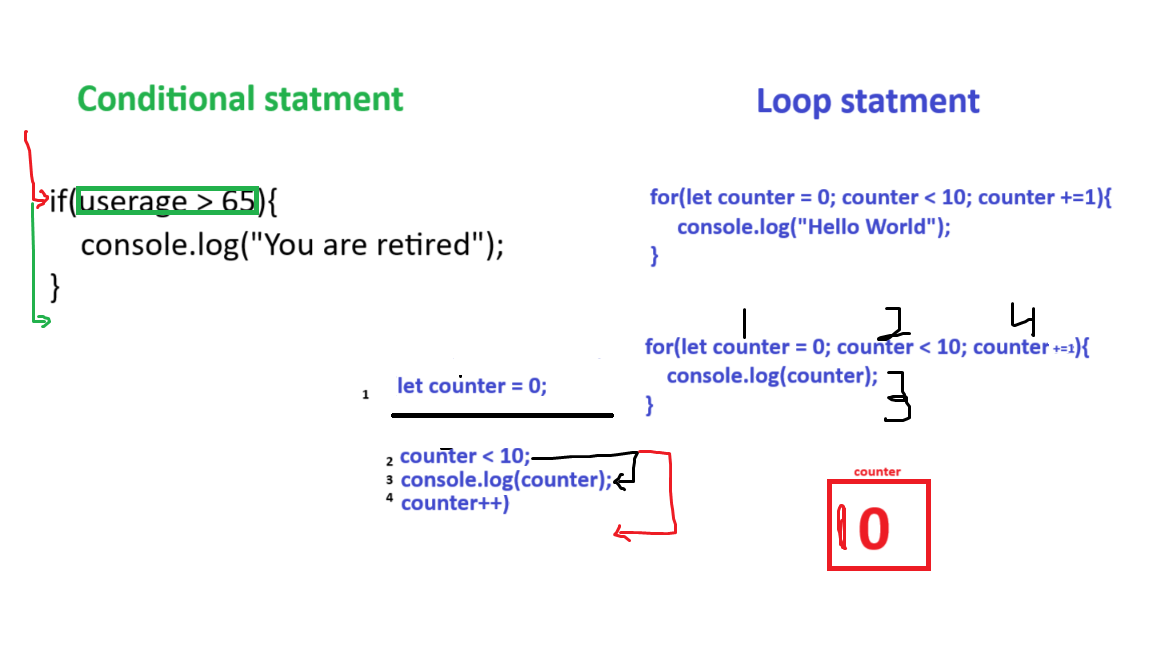 Conditional statment
if(userage > 65){
console.log("You are retired");
}
Loop statment
for(let counter = 0; counter < 10; counter +=1){
console.log("Hello World");
}
1 2 4
for(let counter = 0; counter < 10; counter +=1){
console.log(counter);
3
}
1 let counter = 0;
2 counter < 10;
3 console.log(counter);
4 counter++)
counter
10